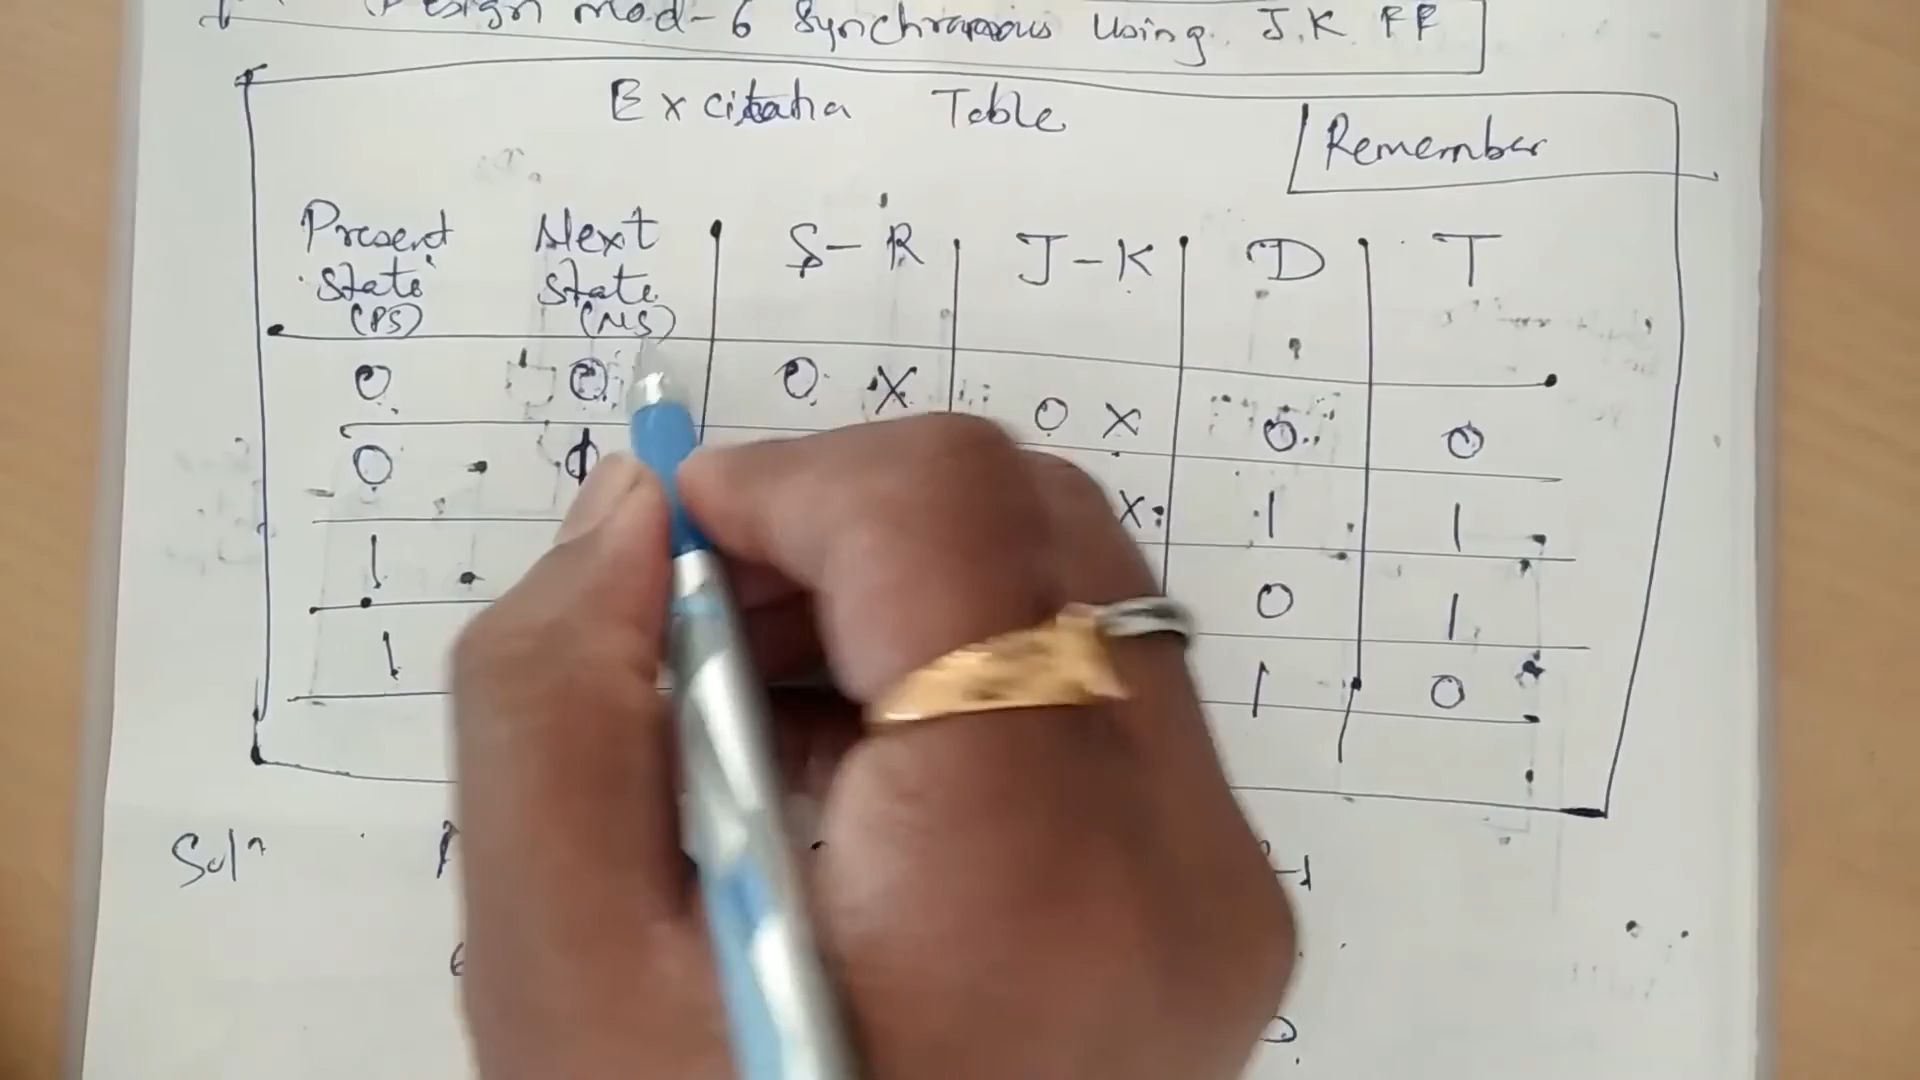 Design Mod-6 Synchronous Using J.K FF
Excitation Table
Remember
Present Next S-R J-K D T
state state
(PS) (NS)
0 0 0 X 0 X 0 0
0 X 1 1
1 0 1
1 1 0
Soln